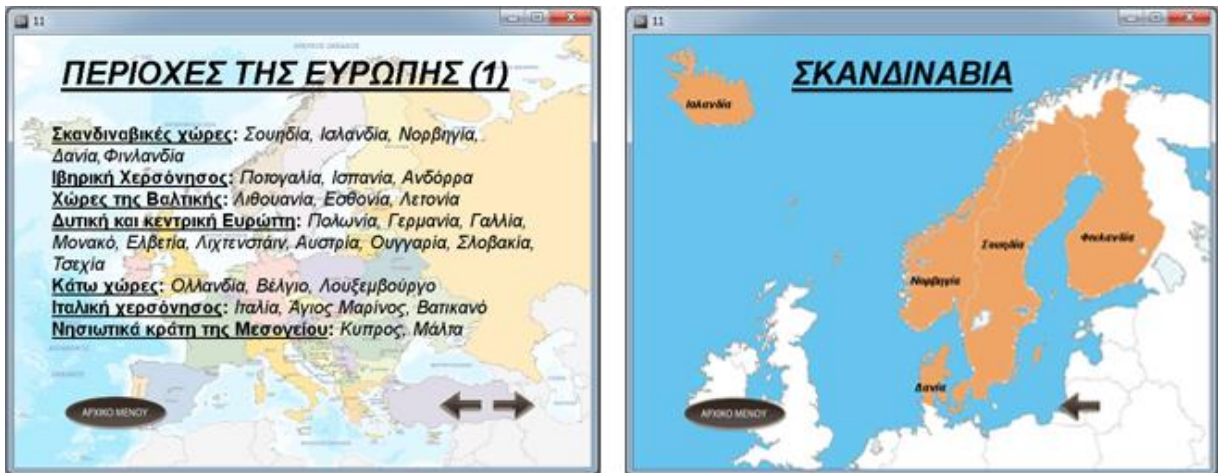 11
ΠΕΡΙΟΧΕΣ ΤΗΣ ΕΥΡΩΠΗΣ (1)
Σκανδιναβικές χώρες: Σουηδία, Ισλανδία, Νορβηγία,
Δανία, Φινλανδία
Ιβηρική Χερσόνησος: Ποτογαλία, Ισπανία, Ανδόρρα
Χώρες της Βαλτικής: Λιθουανία, Εσθονία, Λετονία
Δυτική και κεντρική Ευρώπη: Πολωνία, Γερμανία, Γαλλία,
Μονακό, Ελβετία, Λιχτενστάιν, Αυστρία, Ουγγαρία, Σλοβακία,
Τσεχία
Κάτω χώρες: Ολλανδία, Βέλγιο, Λουξεμβούργο
Ιταλική χερσόνησος: Ιταλία, Άγιος Μαρίνος, Βατικανό
Νησιωτικά κράτη της Μεσογείου: Κυπρος, Μάλτα
ΑΡΧΙΚΟ ΜΕΝΟΥ
11
ΣΚΑΝΔΙΝΑΒΙΑ
Ισλανδία
Σουηδία
Φινλανδία
Νορβηγία
Δανία
ΑΡΧΙΚΟ ΜΕΝΟΥ